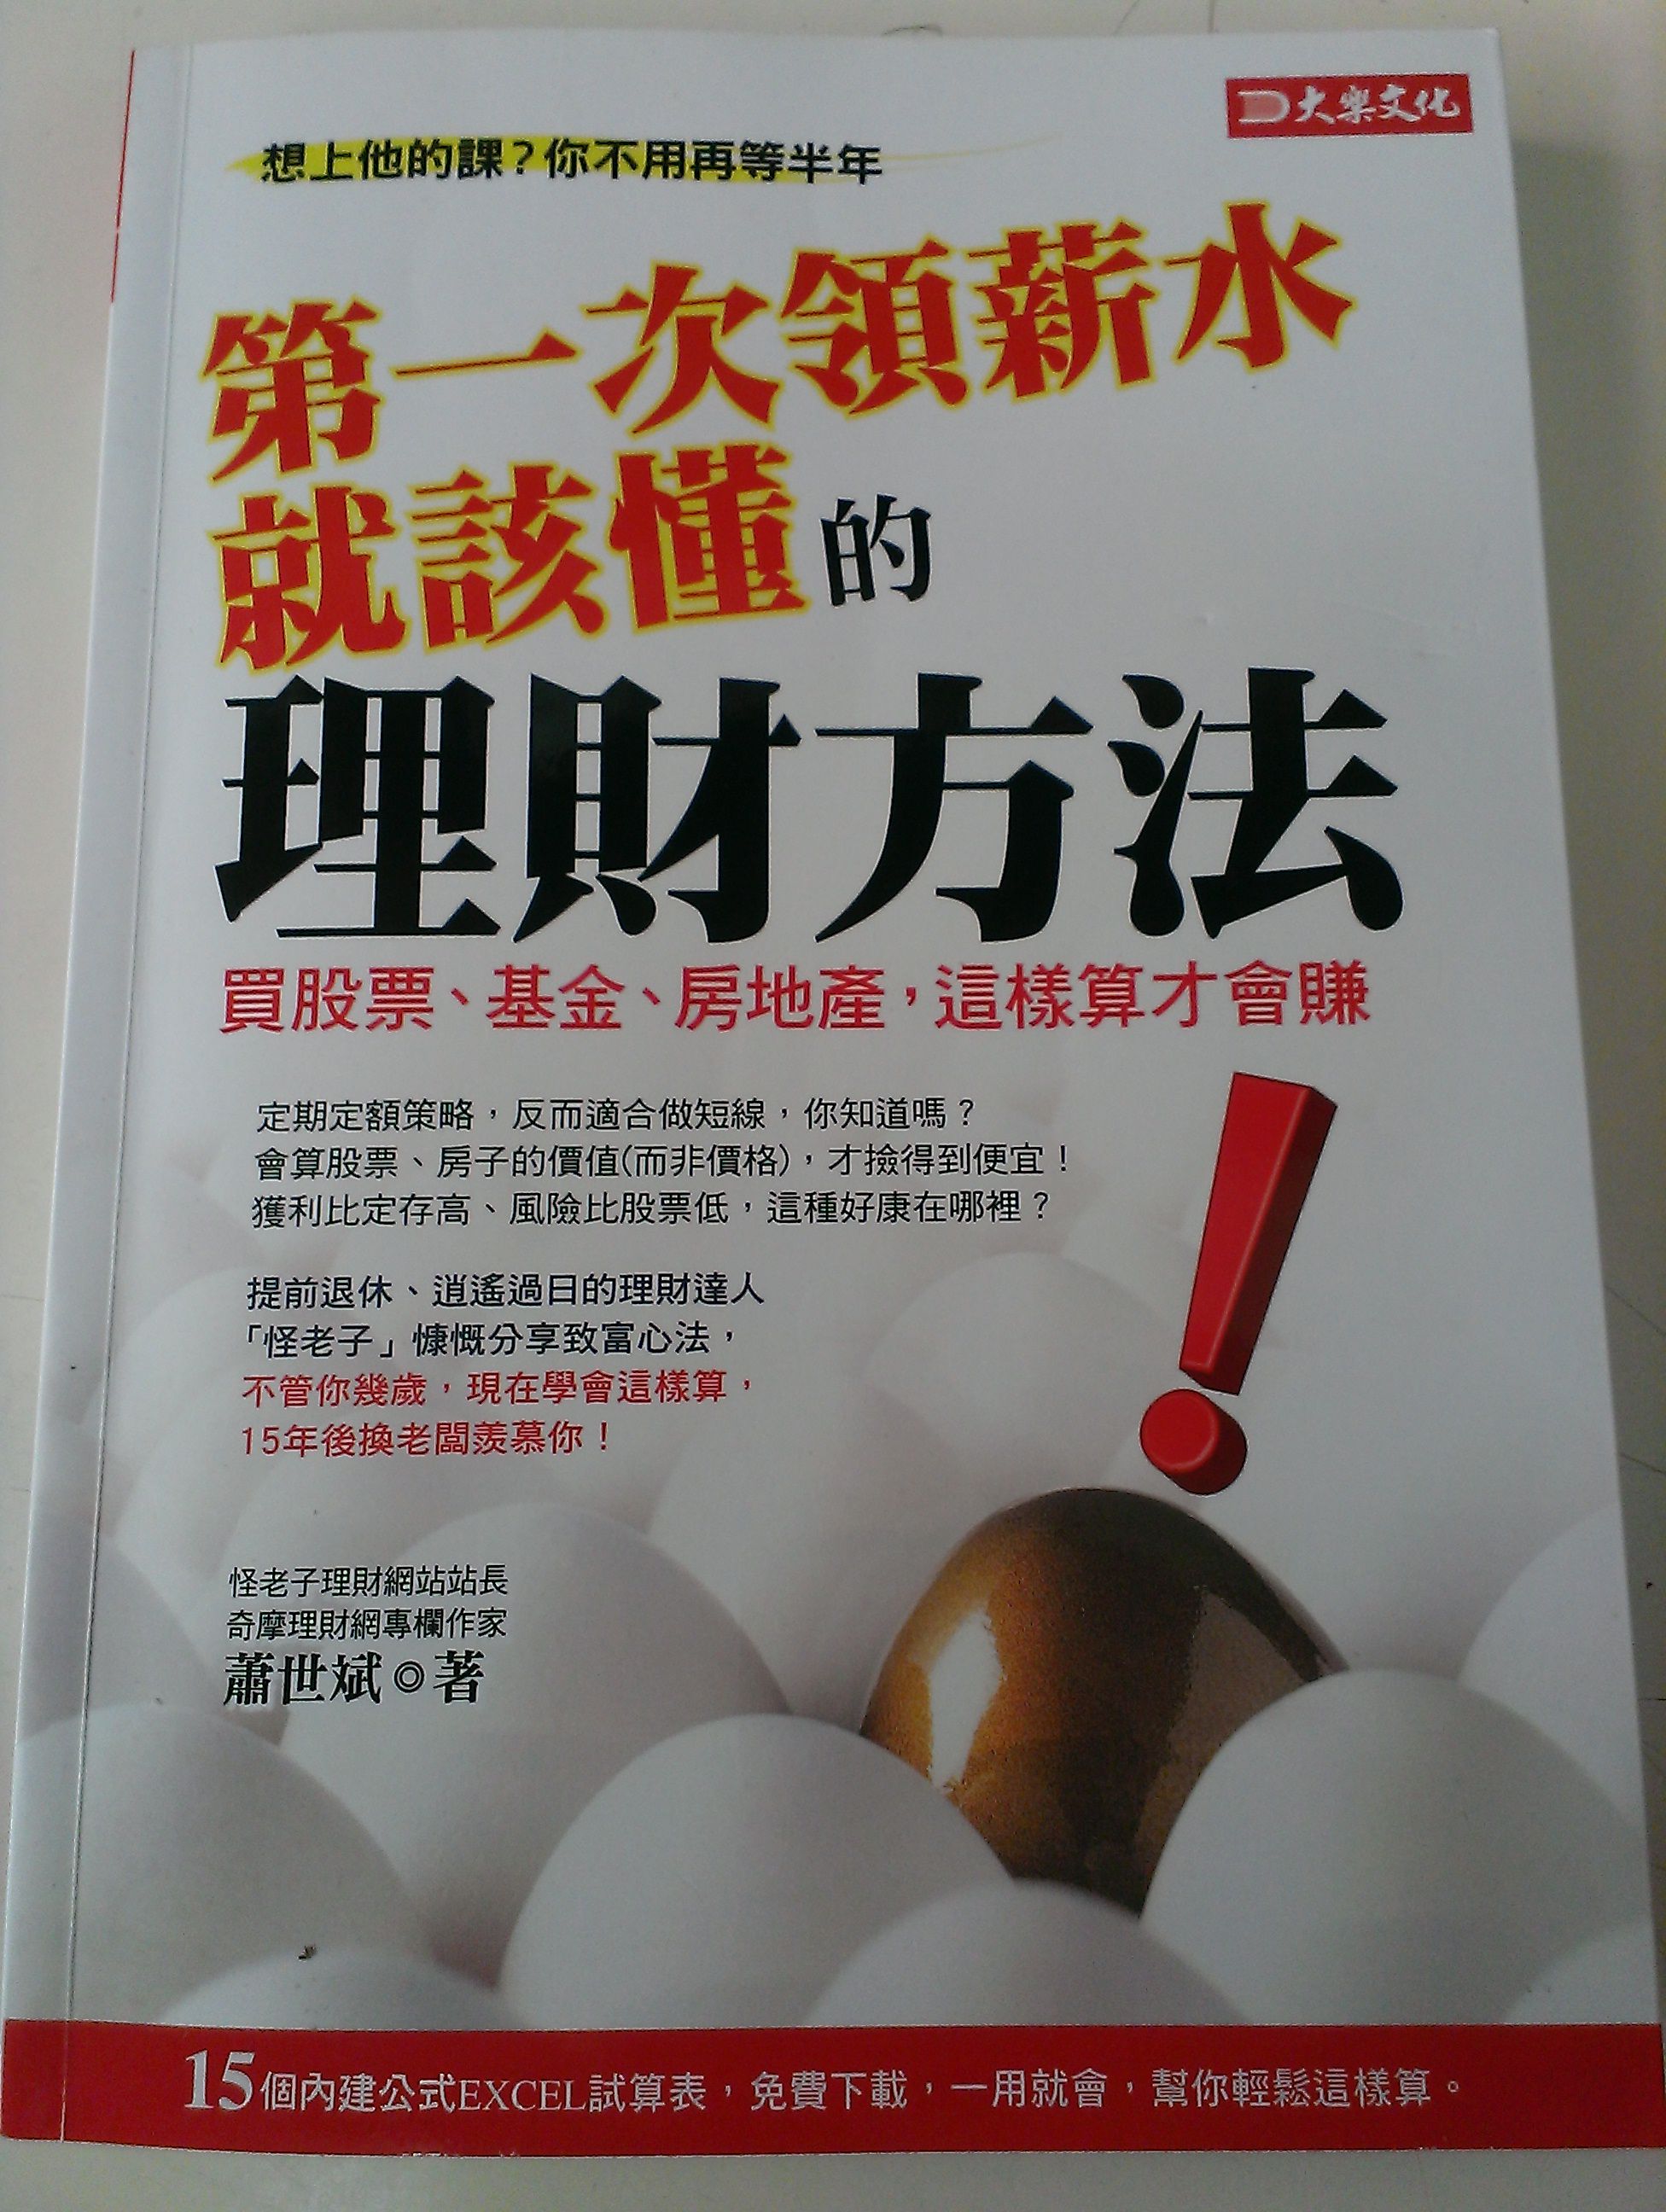 大樂文化
想上他的課？你不用再等半年
第一次領薪水
就該懂的
理財方法
買股票、基金、房地產，這樣算才會賺
定期定額策略，反而適合做短線，你知道嗎？
會算股票、房子的價值(而非價格)，才撿得到便宜！
獲利比定存高、風險比股票低，這種好康在哪裡？
提前退休、逍遙過日的理財達人
「怪老子」慷慨分享致富心法，
不管你幾歲，現在學會這樣算，
15年後換老闆羨慕你！
怪老子理財網站站長
奇摩理財網專欄作家
蕭世斌◎著
15個內建公式EXCEL試算表，免費下載，一用就會，幫你輕鬆這樣算。